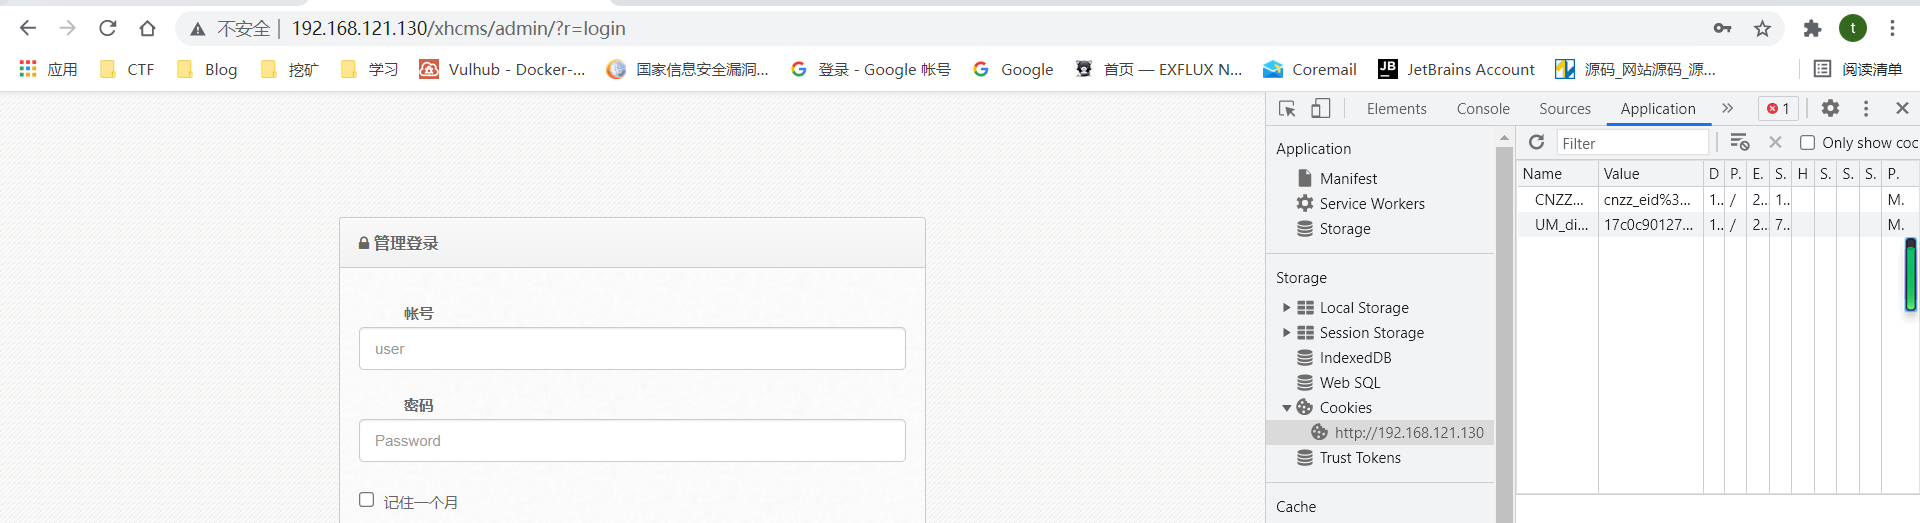 不安全 | 192.168.121.130/xhcms/admin/?r=login
t
应用 CTF Blog 挖矿 学习 Vulhub - Docker-... 国家信息安全漏洞... 登录 - Google 帐号 Google 首页 — EXFLUX N... Coremail JetBrains Account 源码_网站源码_源... 阅读清单
Elements Console Sources Application » 1
Filter Only show coc
Application
Manifest
Service Workers
Storage
Storage
Local Storage
Session Storage
IndexedDB
Web SQL
Cookies
http://192.168.121.130
Trust Tokens
Cache
Name Value D P. E. S. H S. S. S. P.
CNZZ... cnzz_eid%3... 1.. / 2.. 1.. M.
UM_di... 17c0c90127... 1.. / 2.. 7.. M.
管理登录
帐号
user
密码
Password
记住一个月